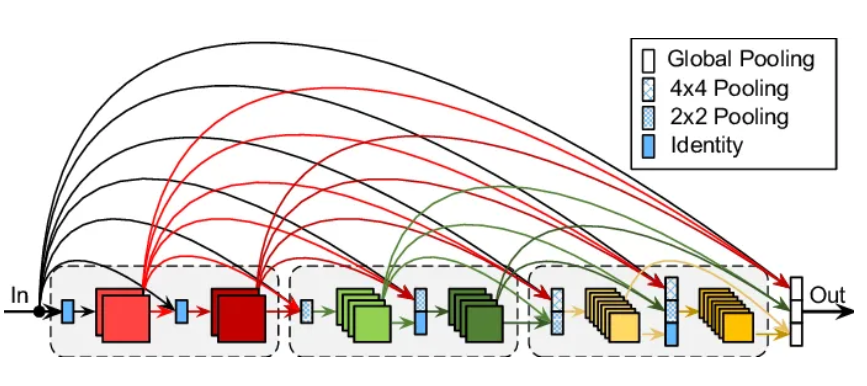 Global Pooling
4x4 Pooling
2x2 Pooling
Identity
In
Out